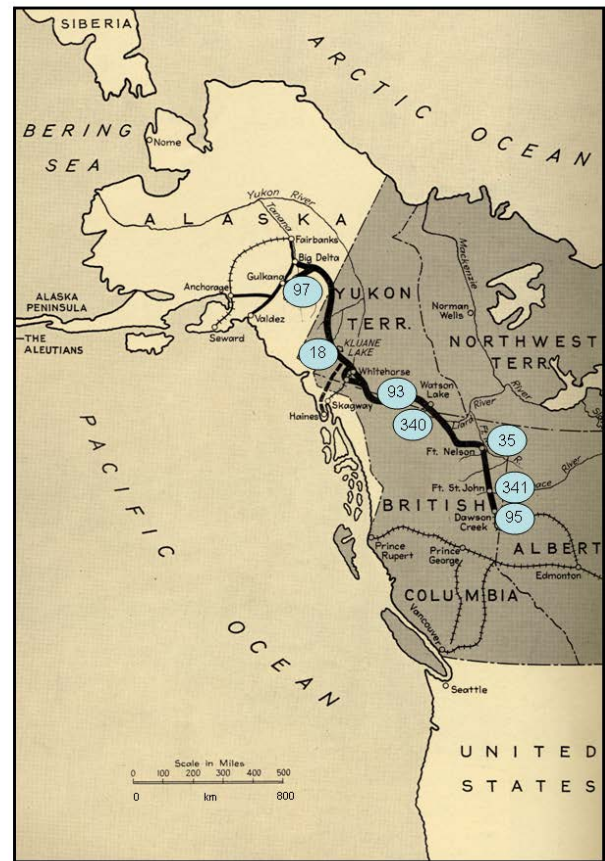 SIBERIA
ARCTIC OCEAN
BERING
SEA
Nome
Yukon River
Tanana
ALASKA
Fairbanks
Big Delta
Gulkana
Anchorage
97
YUKON
TERR.
Mackenzie
Norman
Wells
ALASKA
PENINSULA
Valdez
Seward
THE
ALEUTIANS
18
KLUANE
LAKE
NORTHWEST
TERR.
Whitehorse
River
93
Watson
Lake
Skagway
Haines
340
Liard
River
35
Ft. Nelson
R.
PACIFIC
OCEAN
Ft. St. John
341
River
BRITISH
Dawson
Creek
95
ALBERT
Prince
Rupert
Prince
George
Edmonton
COLUMBIA
Vancouver
Seattle
UNITED
STATES
Scale in Miles
0 100 200 300 400 500
0 km 800